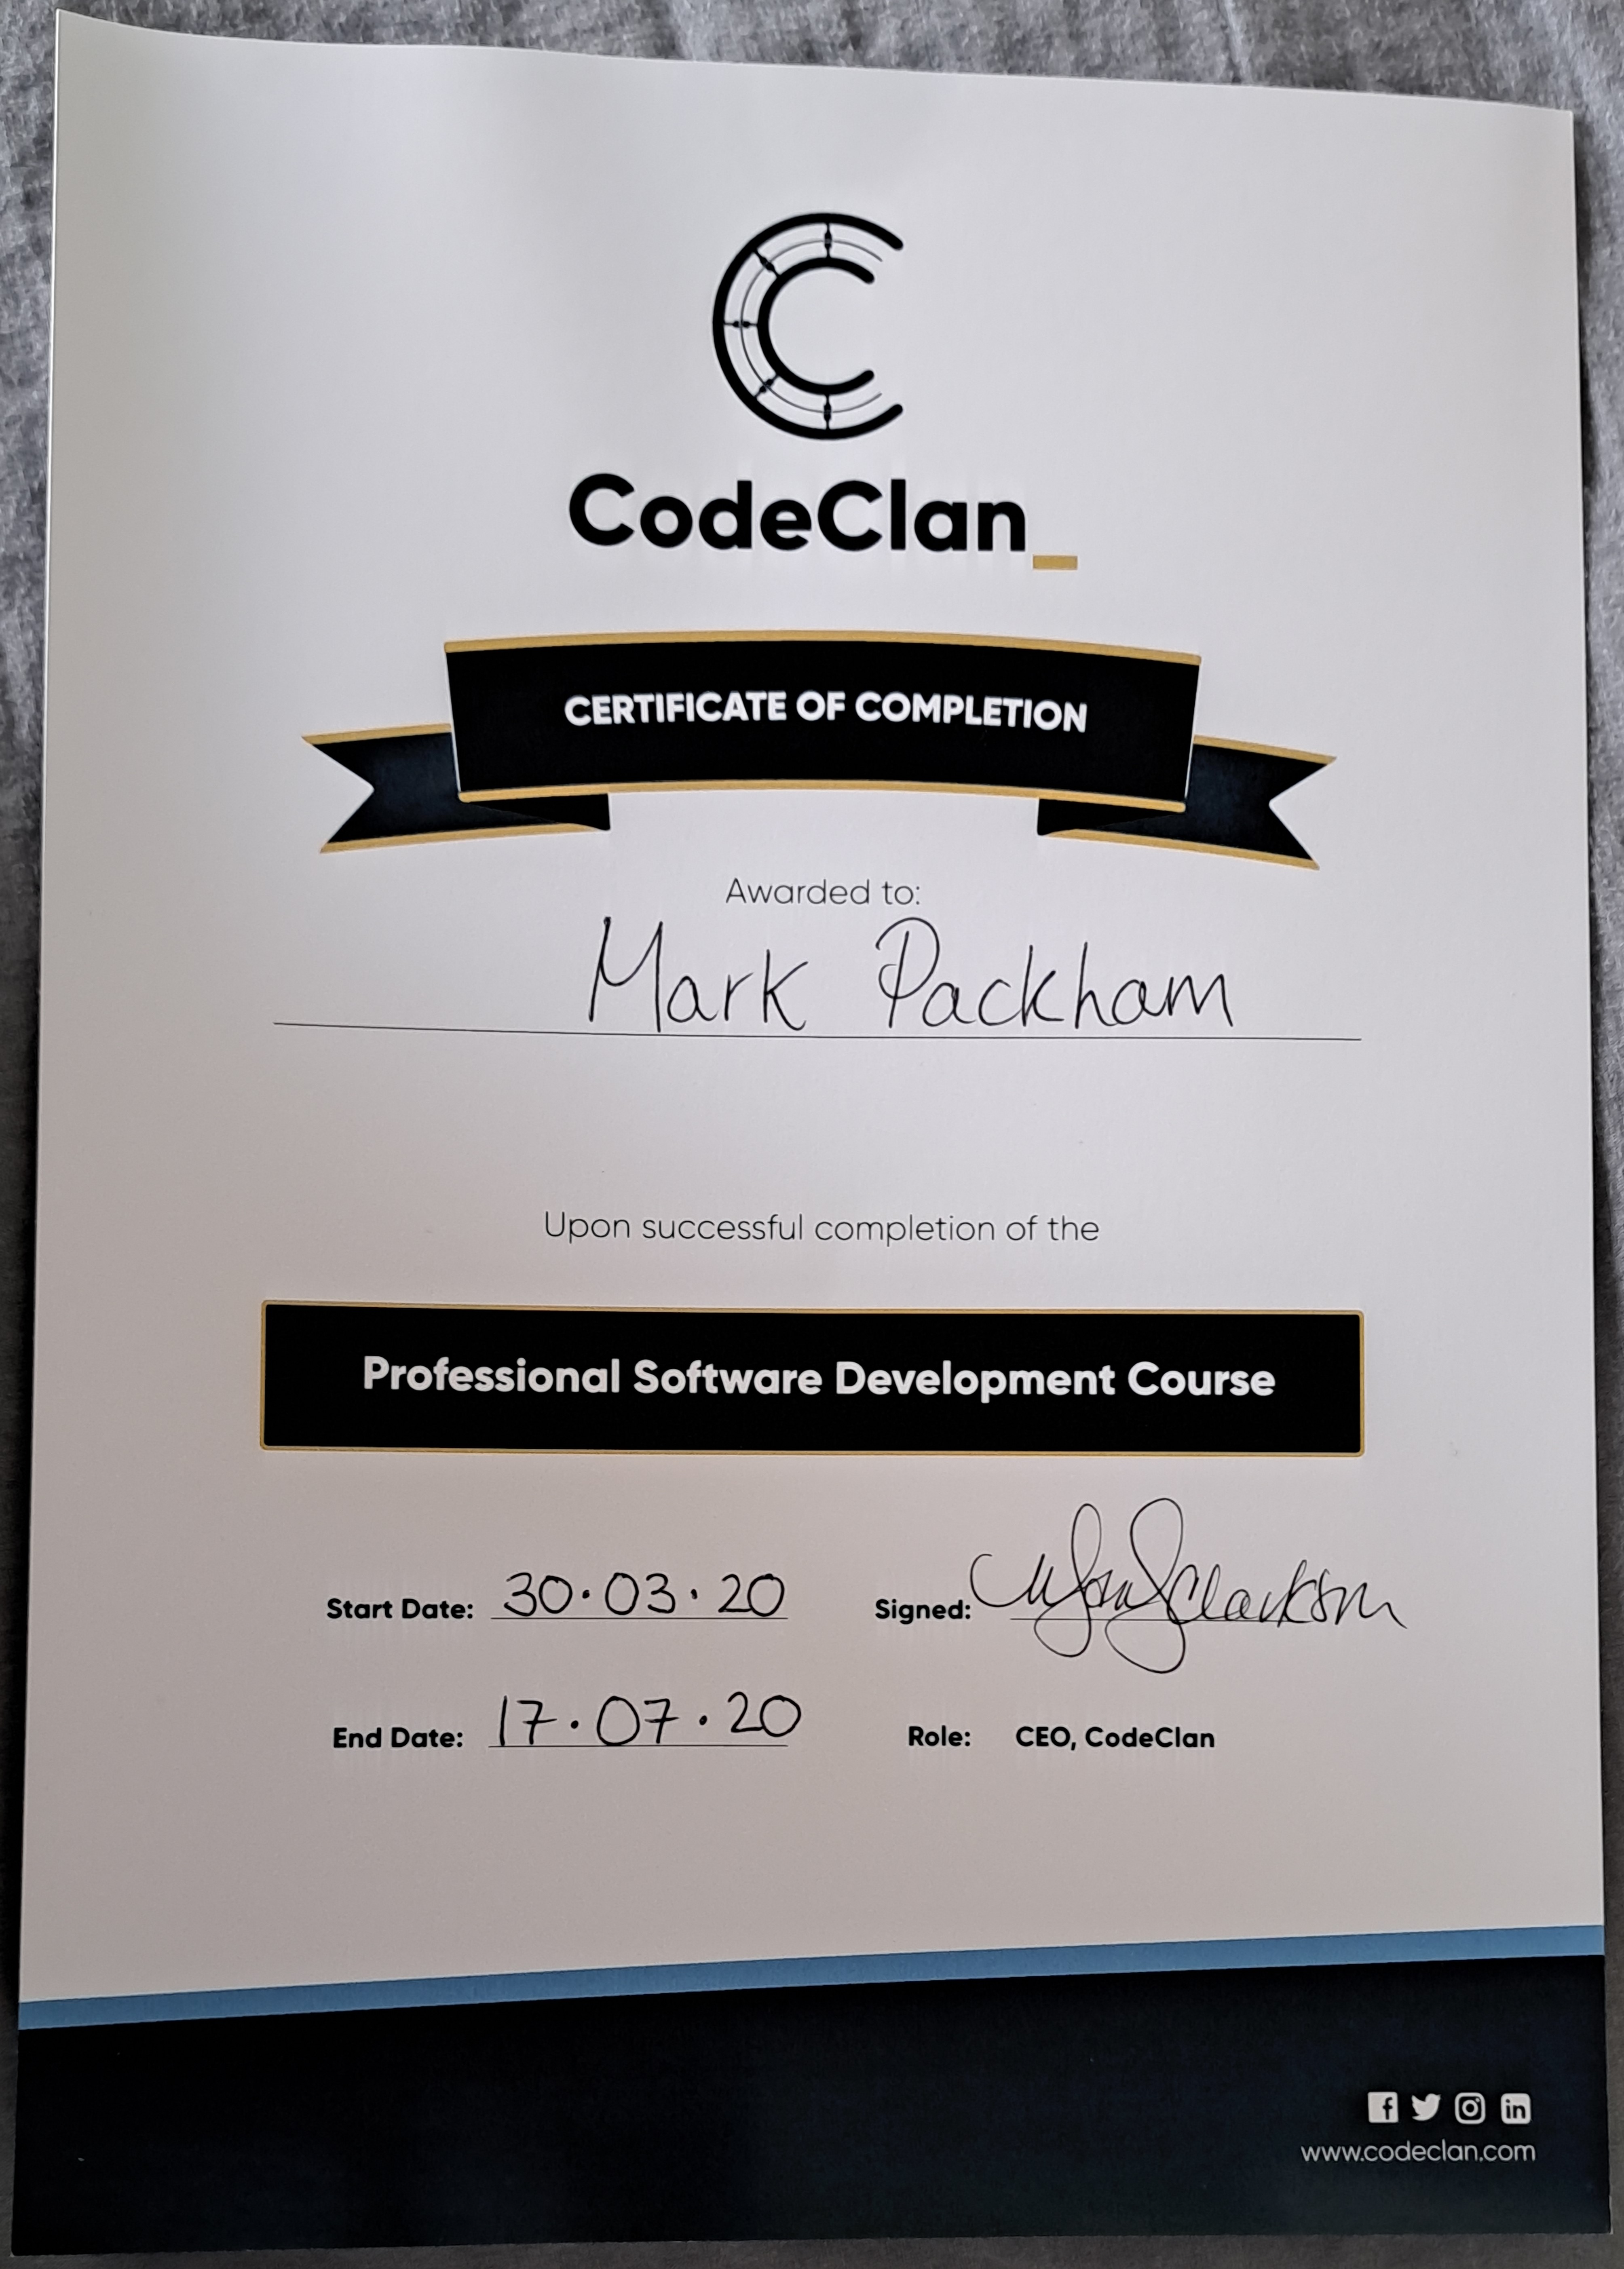 CodeClan_
CERTIFICATE OF COMPLETION
Awarded to:
Mark Packham
Upon successful completion of the
Professional Software Development Course
Start Date: 30.03.20
Signed: Clarkson
End Date: 17.07.20
Role: CEO, CodeClan
www.codeclan.com